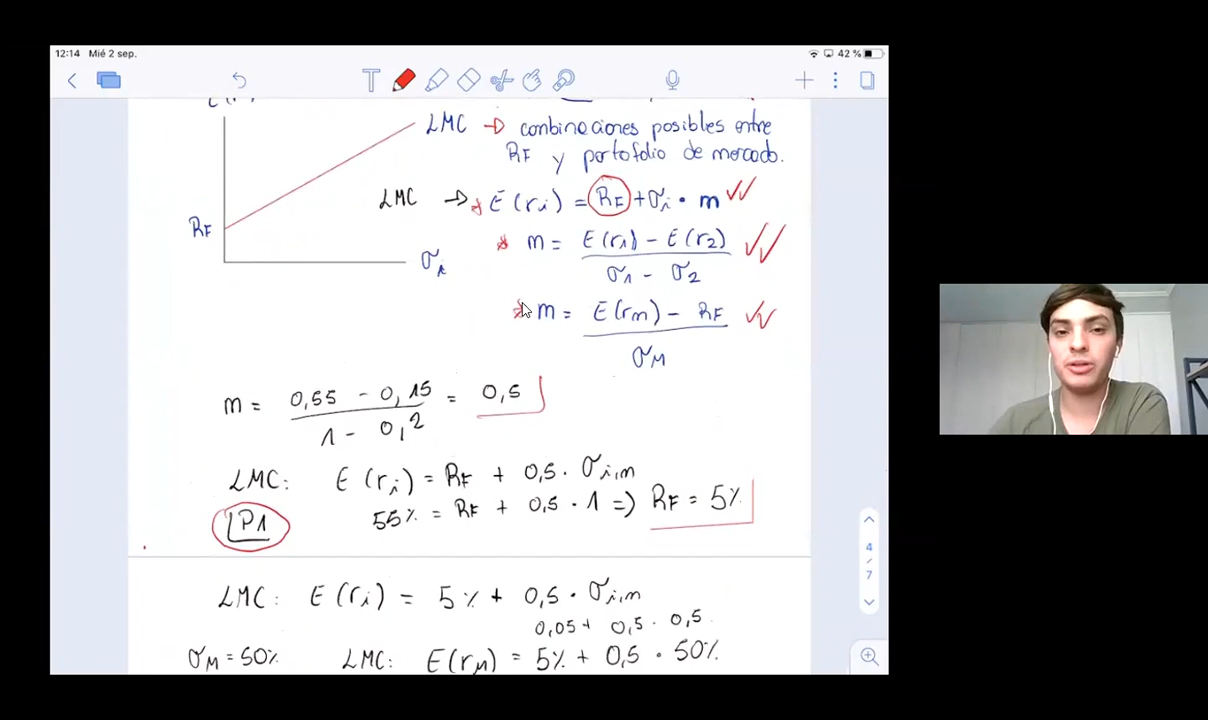 12:14 Mié 2 sep.
42 %
T
LMC → combinaciones posibles entre
RF y portafolio de mercado.
LMC → E(ri) = RF + σi · m
RF
m = E(r1) - E(r2)
σ1 - σ2
σi
m = E(rm) - RF
σM
m = 0,55 - 0,15 = 0,5
1 - 0,2
LMC: E(ri) = RF + 0,5 · σi,m
55% = RF + 0,5 · 1 => RF = 5%
P1
LMC: E(ri) = 5% + 0,5 · σi,m
0,05 + 0,5 · 0,5
σM = 50% LMC: E(rM) = 5% + 0,5 · 50%
4
/
7